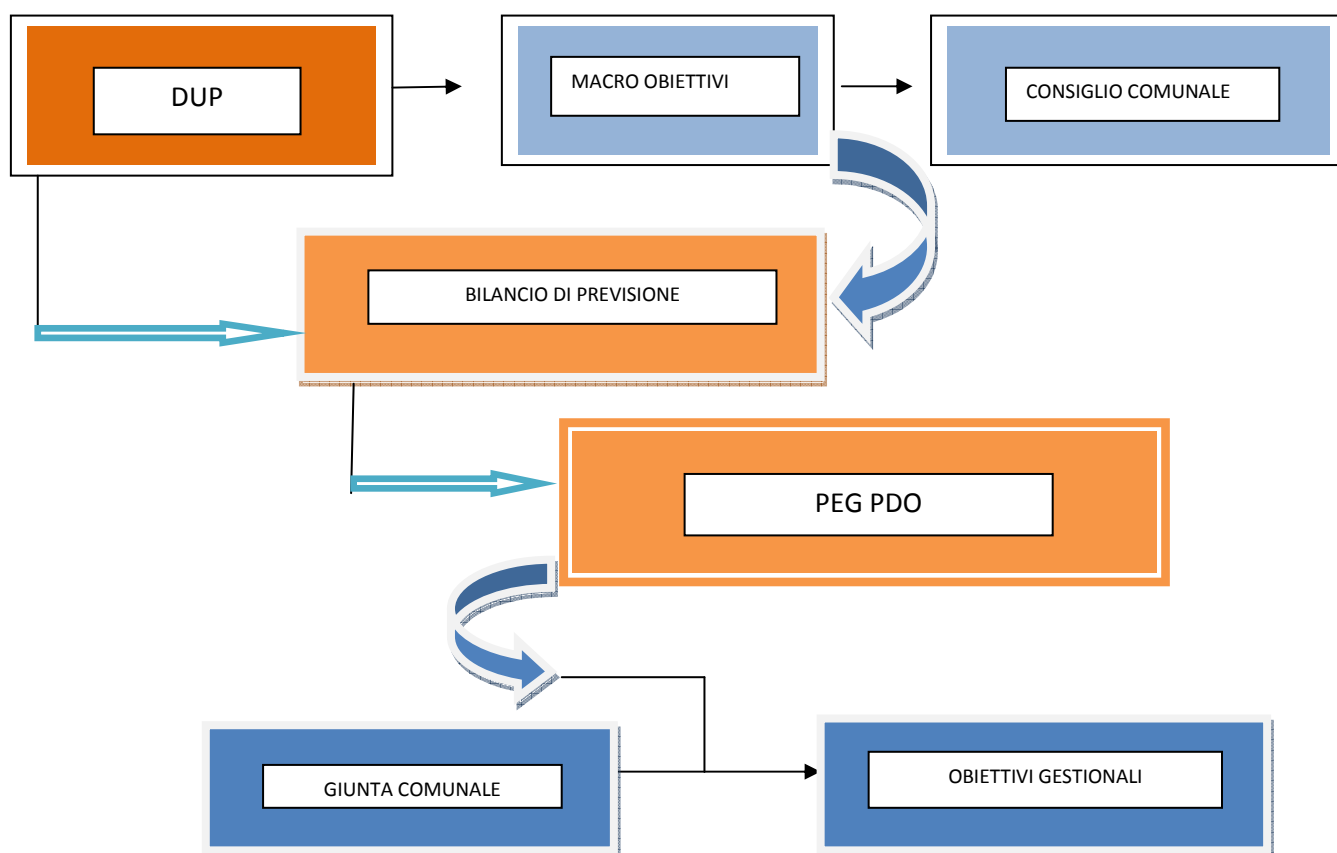 DUP
MACRO OBIETTIVI
CONSIGLIO COMUNALE
BILANCIO DI PREVISIONE
PEG PDO
GIUNTA COMUNALE
OBIETTIVI GESTIONALI